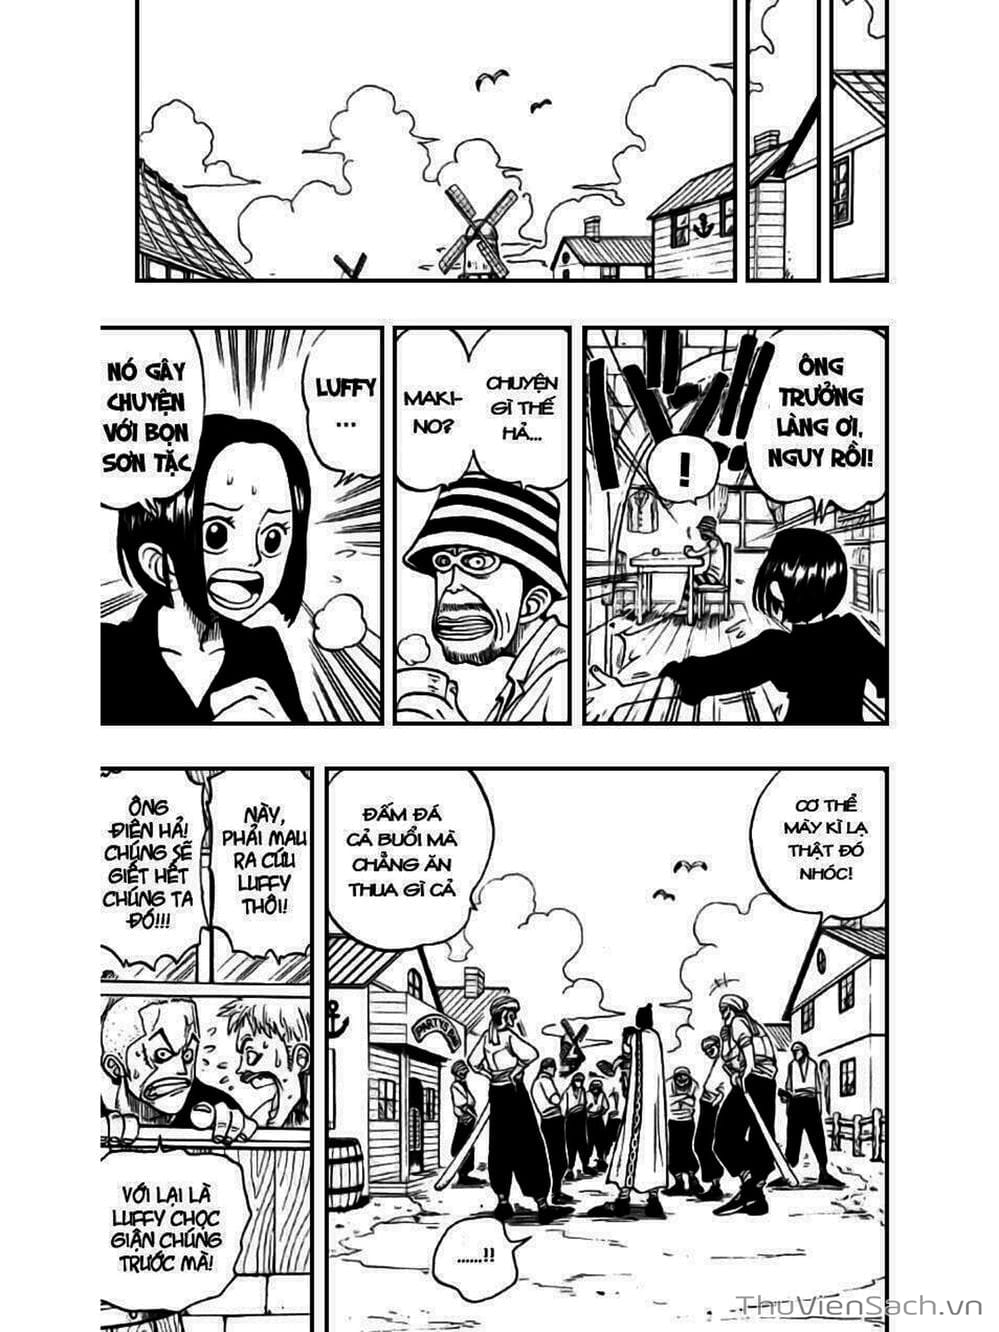 ÔNG
TRƯỞNG
LÀNG ƠI,
NGUY RỒI!
!
CHUYỆN
GÌ THẾ
HẢ...
MAKI-
NO?
LUFFY
...
NÓ GÂY
CHUYỆN
VỚI BỌN
SƠN TẶC
CƠ THỂ
MÀY KÌ LẠ
THẬT ĐÓ
NHÓC!
ĐẤM ĐÁ
CẢ BUỔI MÀ
CHẲNG ĂN
THUA GÌ CẢ
PARTYS
......!!
NÀY,
PHẢI MAU
RA CỨU
LUFFY
THÔI!
ÔNG
ĐIÊN HẢ!
CHÚNG SẼ
GIẾT HẾT
CHÚNG TA
ĐÓ!!!
VỚI LẠI LÀ
LUFFY CHỌC
GIẬN CHÚNG
TRƯỚC MÀ!
ThuVienSach.vn